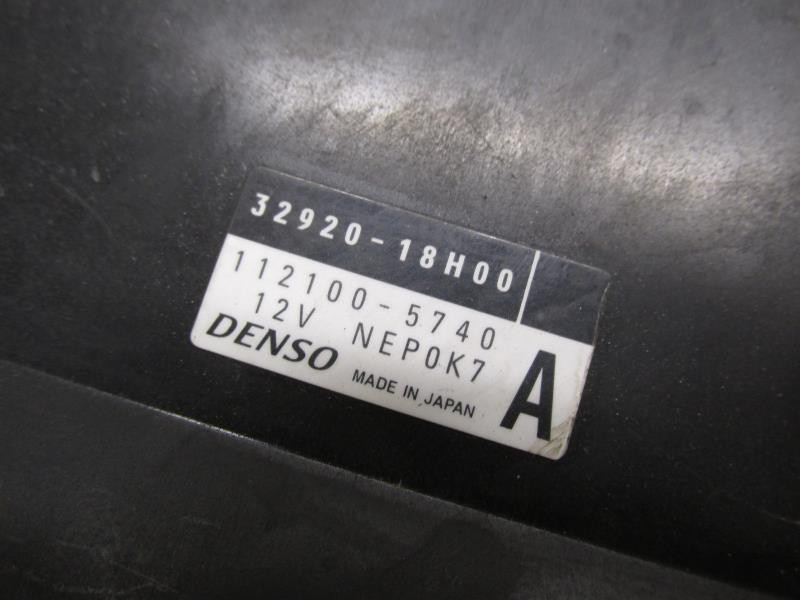 32920-18H00
112100-5740
12V NEP0K7
DENSO MADE IN JAPAN
A